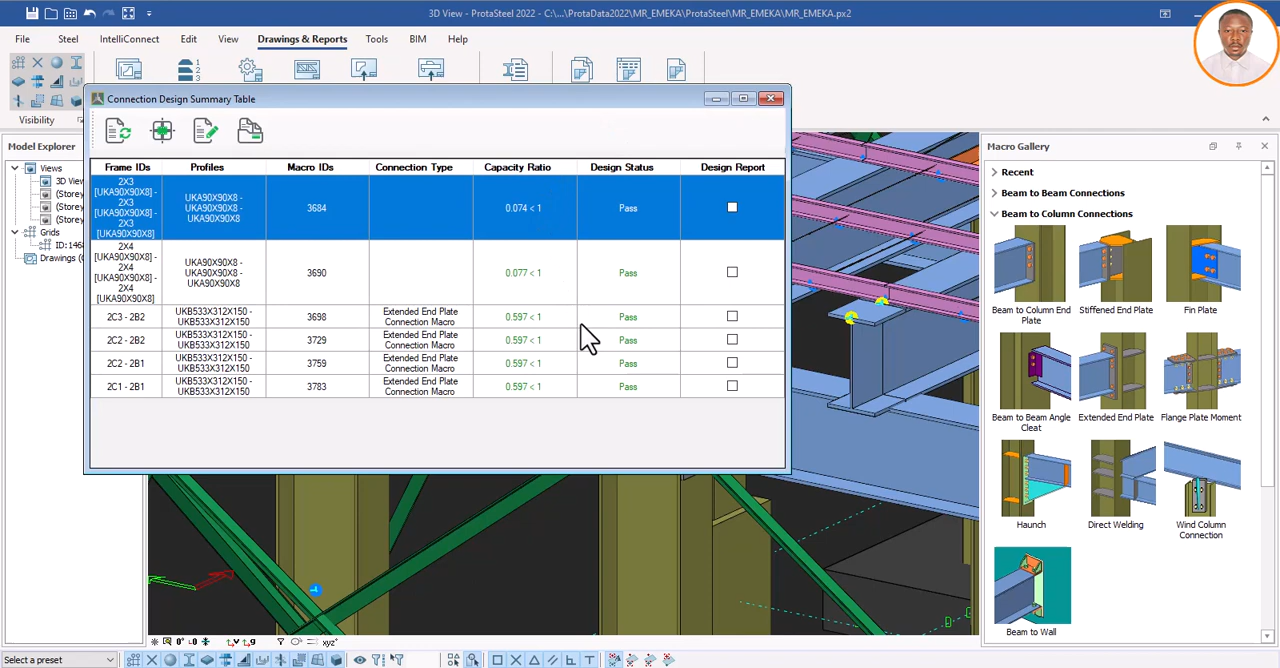 3D View - ProtaSteel 2022 - C:\...\ProtaData2022\MR_EMEKA\ProtaSteel\MR_EMEKA\MR_EMEKA.px2
File Steel IntelliConnect Edit View Drawings & Reports Tools BIM Help
Visibility
Connection Design Summary Table
Model Explorer
Views
3D View
(Storey
(Storey
(Storey
Grids
ID:146
Drawings (
Frame IDs Profiles Macro IDs Connection Type Capacity Ratio Design Status Design Report
2X3
[UKA90X90X8] -
2X3
[UKA90X90X8] -
2X3
[UKA90X90X8]
UKA90X90X8 -
UKA90X90X8 -
UKA90X90X8
3684
0.074 < 1
Pass
2X4
[UKA90X90X8] -
2X4
[UKA90X90X8] -
2X4
[UKA90X90X8]
UKA90X90X8 -
UKA90X90X8 -
UKA90X90X8
3690
0.077 < 1
Pass
2C3 - 2B2
UKB533X312X150 -
UKB533X312X150
3698
Extended End Plate
Connection Macro
0.597 < 1
Pass
2C2 - 2B2
UKB533X312X150 -
UKB533X312X150
3729
Extended End Plate
Connection Macro
0.597 < 1
Pass
2C2 - 2B1
UKB533X312X150 -
UKB533X312X150
3759
Extended End Plate
Connection Macro
0.597 < 1
Pass
2C1 - 2B1
UKB533X312X150 -
UKB533X312X150
3783
Extended End Plate
Connection Macro
0.597 < 1
Pass
Macro Gallery
Recent
Beam to Beam Connections
Beam to Column Connections
Beam to Column End
Plate
Stiffened End Plate
Fin Plate
Beam to Beam Angle
Cleat
Extended End Plate
Flange Plate Moment
Haunch
Direct Welding
Wind Column
Connection
Beam to Wall
Select a preset
xyz